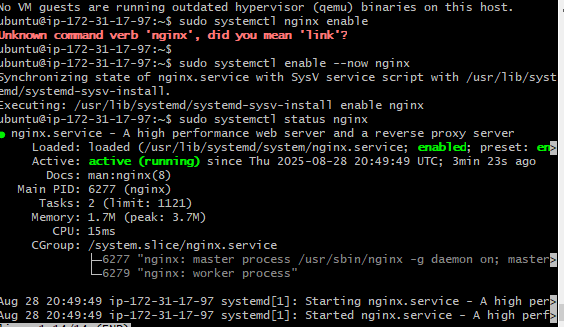 No VM guests are running outdated hypervisor (qemu) binaries on this host.
ubuntu@ip-172-31-17-97:~$ sudo systemctl nginx enable
Unknown command verb 'nginx', did you mean 'link'?
ubuntu@ip-172-31-17-97:~$
ubuntu@ip-172-31-17-97:~$ sudo systemctl enable --now nginx
Synchronizing state of nginx.service with SysV service script with /usr/lib/syst
emd/systemd-sysv-install.
Executing: /usr/lib/systemd/systemd-sysv-install enable nginx
ubuntu@ip-172-31-17-97:~$ sudo systemctl status nginx
● nginx.service - A high performance web server and a reverse proxy server
Loaded: loaded (/usr/lib/systemd/system/nginx.service; enabled; preset: en>
Active: active (running) since Thu 2025-08-28 20:49:49 UTC; 3min 23s ago
Docs: man:nginx(8)
Main PID: 6277 (nginx)
Tasks: 2 (limit: 1121)
Memory: 1.7M (peak: 3.7M)
CPU: 15ms
CGroup: /system.slice/nginx.service
├─6277 "nginx: master process /usr/sbin/nginx -g daemon on; master>
└─6279 "nginx: worker process"
Aug 28 20:49:49 ip-172-31-17-97 systemd[1]: Starting nginx.service - A high per>
Aug 28 20:49:49 ip-172-31-17-97 systemd[1]: Started nginx.service - A high perf>
lines 1-14/14 (END)